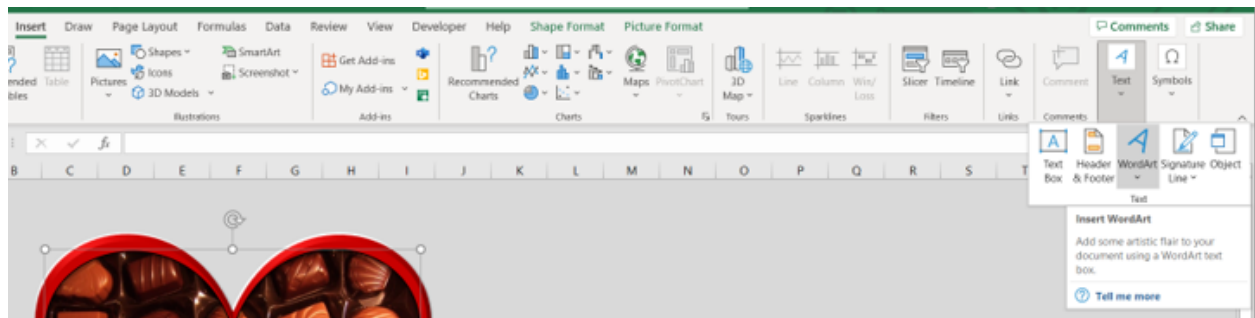 Insert Draw Page Layout Formulas Data Review View Developer Help Shape Format Picture Format Comments Share
Table
Pictures
Shapes
Icons
3D Models
SmartArt
Screenshot
Illustrations
Get Add-ins
My Add-ins
Add-ins
Recommended
Charts
Maps
PivotChart
Charts
3D
Map
Tours
Line
Column
Win/
Loss
Sparklines
Slicer
Timeline
Filters
Link
Links
Comment
Comments
Text
Symbols
fx
B C D E F G H I J K L M N O P Q R S T
Text
Box
Header
& Footer
WordArt
Signature
Line
Object
Text
Insert WordArt
Add some artistic flair to your
document using a WordArt text
box.
Tell me more